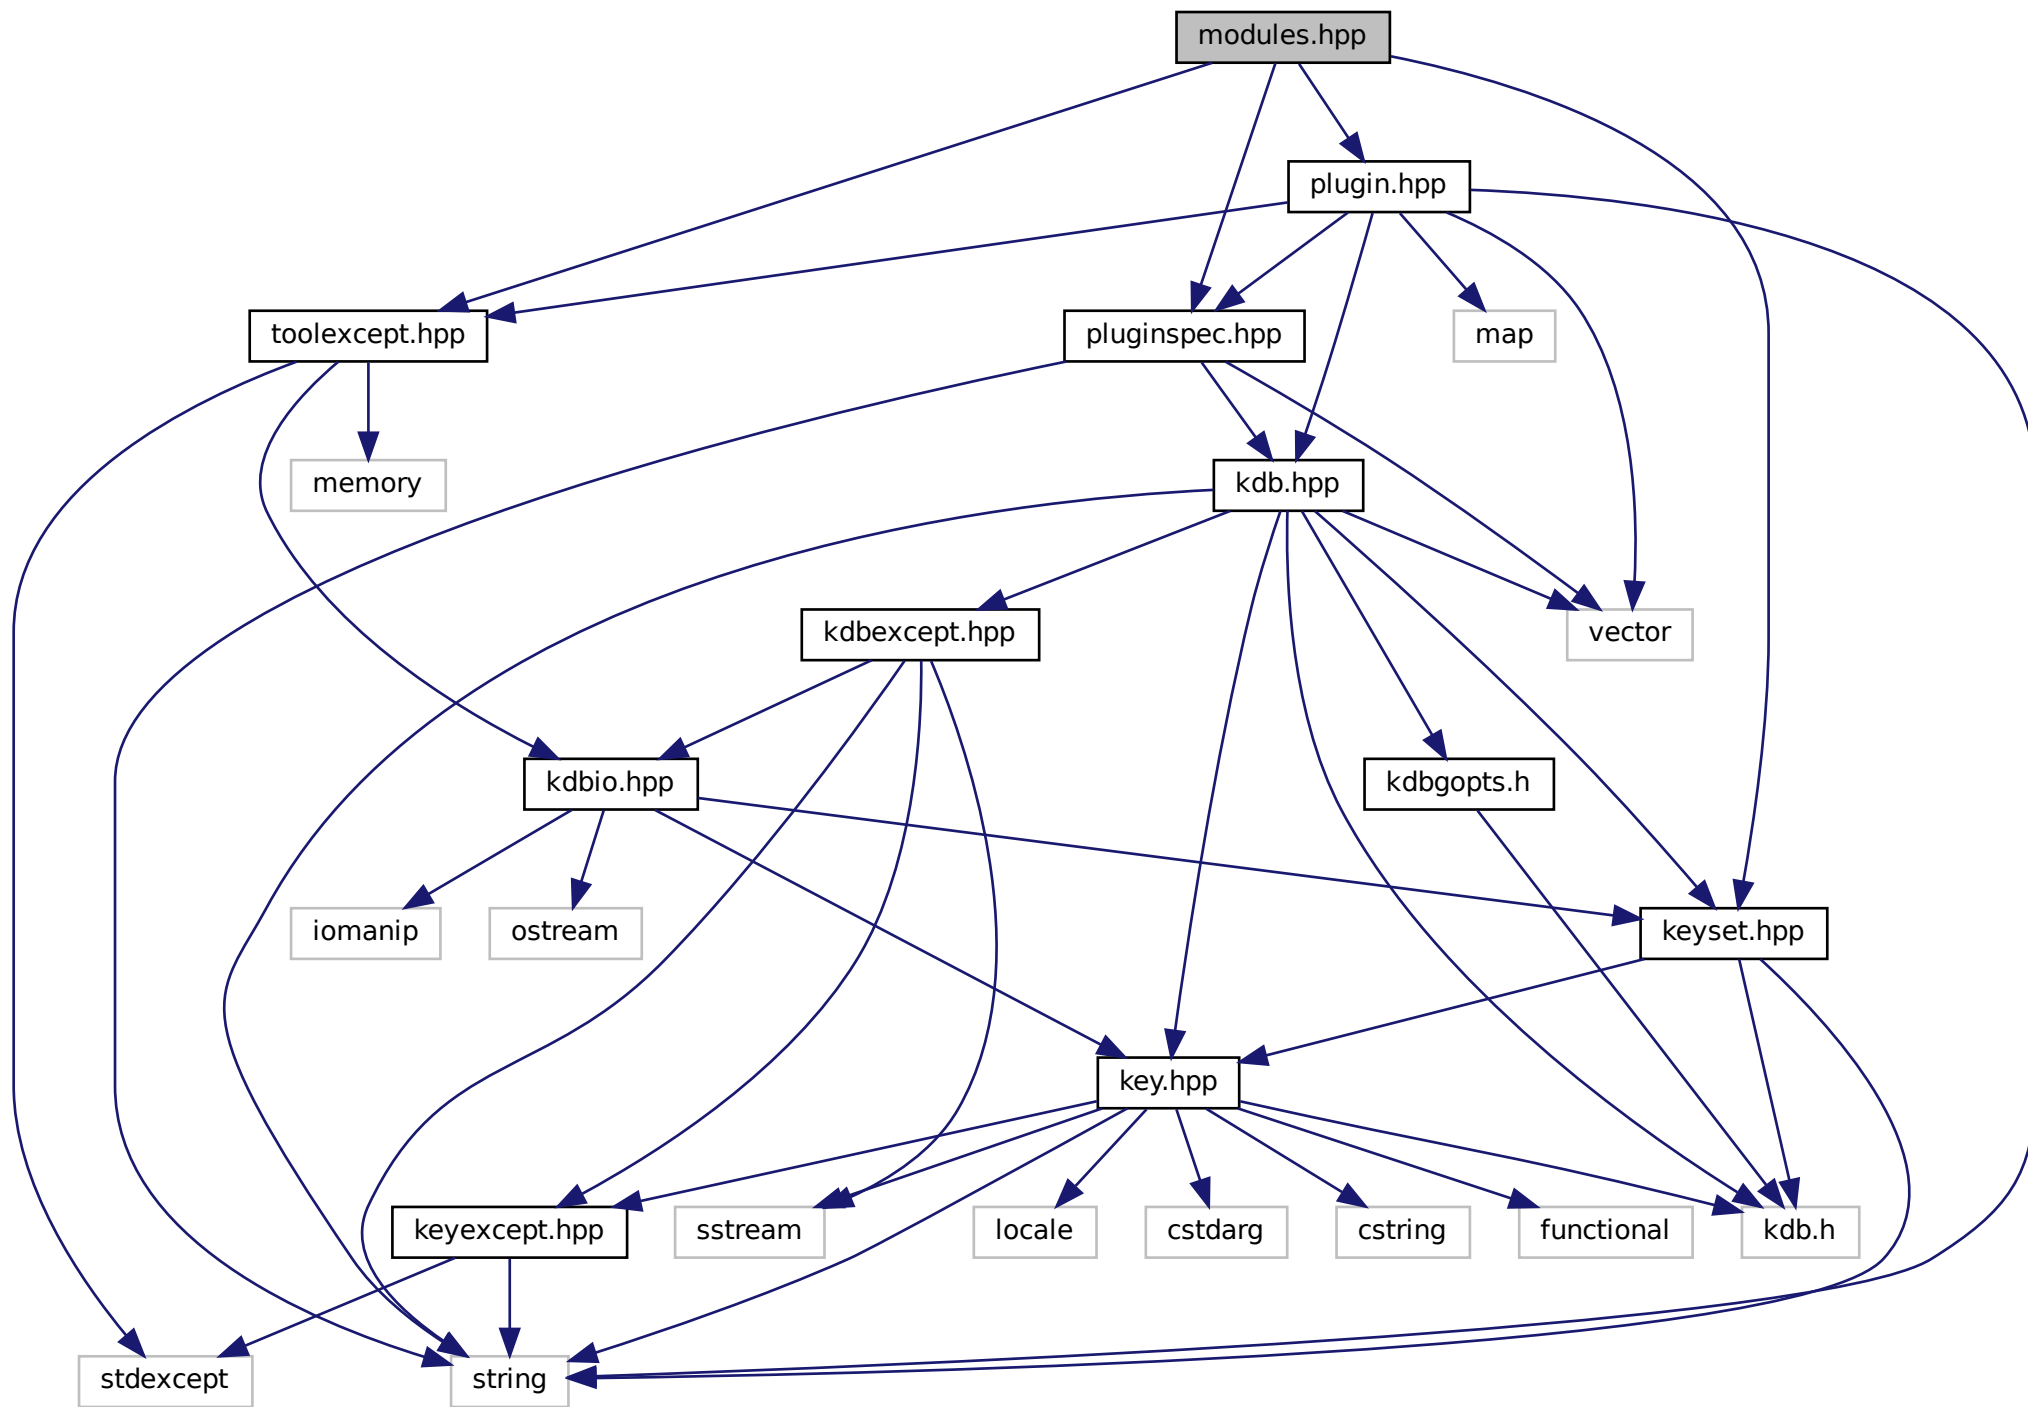 modules.hpp
plugin.hpp
toolexcept.hpp
pluginspec.hpp
map
memory
kdb.hpp
kdbexcept.hpp
vector
kdbio.hpp
kdbgopts.h
iomanip
ostream
keyset.hpp
key.hpp
keyexcept.hpp
sstream
locale
cstdarg
cstring
functional
kdb.h
stdexcept
string